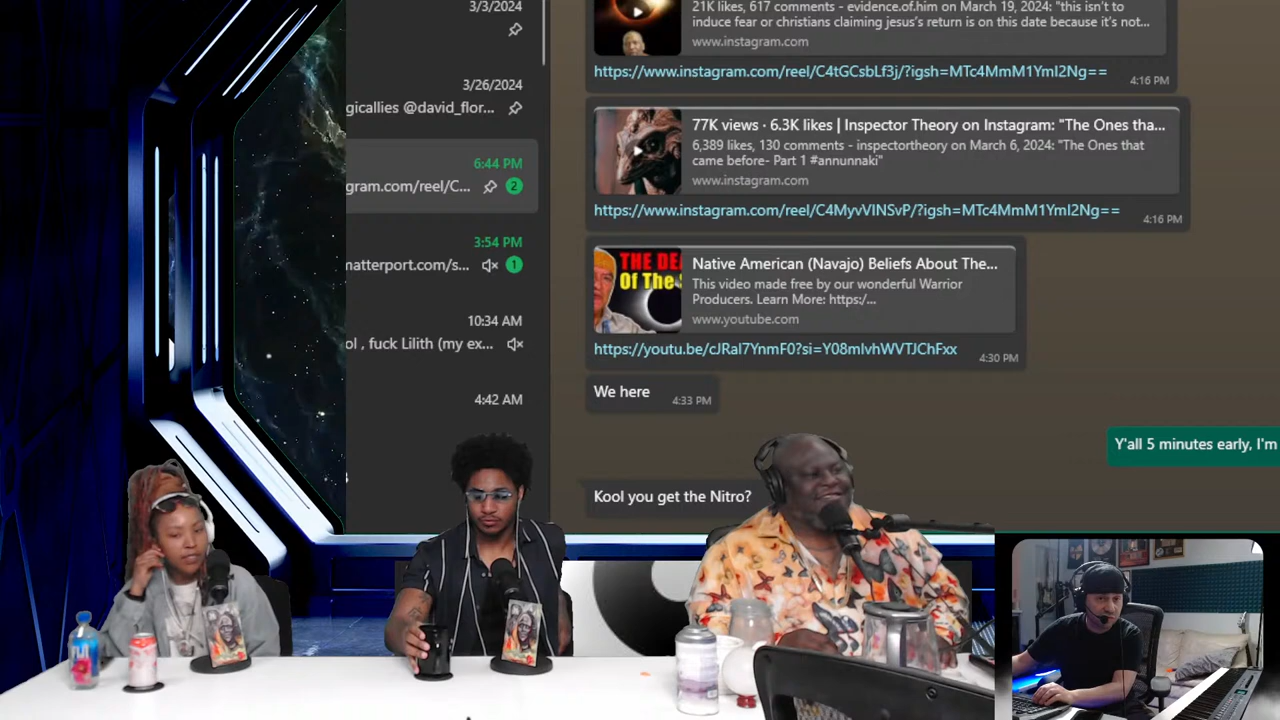 3/3/2024
3/26/2024
gicallies @david_flor...
6:44 PM
gram.com/reel/C...
2
3:54 PM
natterport.com/s...
1
10:34 AM
ol , fuck Lilith (my ex...
4:42 AM
21K likes, 617 comments - evidence.of.him on March 19, 2024: "this isn't to
induce fear or christians claiming jesus's return is on this date because it's not...
www.instagram.com
https://www.instagram.com/reel/C4tGCsbLf3j/?igsh=MTc4MmM1YmI2Ng==
4:16 PM
77K views · 6.3K likes | Inspector Theory on Instagram: "The Ones tha...
6,389 likes, 130 comments - inspectortheory on March 6, 2024: "The Ones that
came before- Part 1 #annunnaki"
www.instagram.com
https://www.instagram.com/reel/C4MyvVINSvP/?igsh=MTc4MmM1YmI2Ng==
4:16 PM
THE DEA
Of The S
Native American (Navajo) Beliefs About The...
This video made free by our wonderful Warrior
Producers. Learn More: https:/...
www.youtube.com
https://youtu.be/cJRal7YnmF0?si=Y08mlvhWVTJChFxx
4:30 PM
We here
4:33 PM
Y'all 5 minutes early, I'm
Kool you get the Nitro?